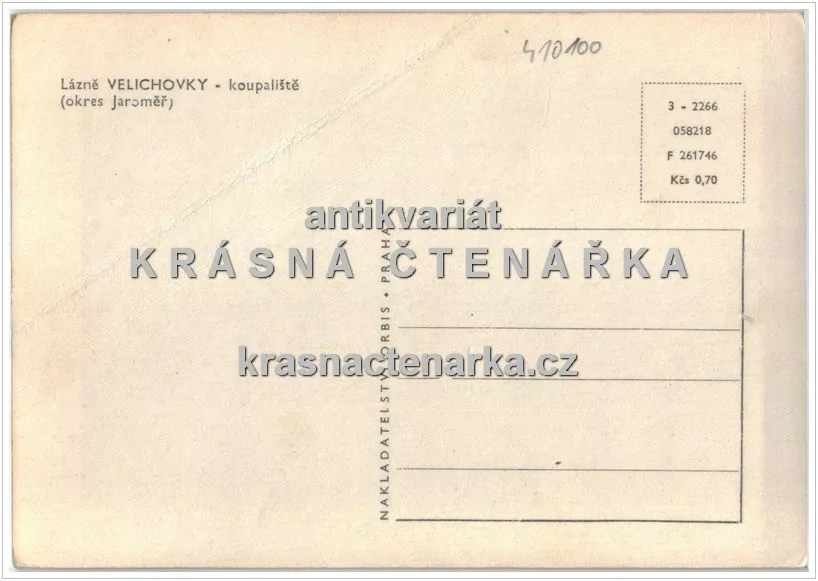 410100
Lázně VELICHOVKY - koupaliště
(okres Jaroměř)
3 - 2266
058218
F 261746
Kčs 0,70
antikvariát
KRÁSNÁ ČTENÁŘKA
krasnactenarka.cz
NAKLADATELSTVÍ ORBIS • PRAHA